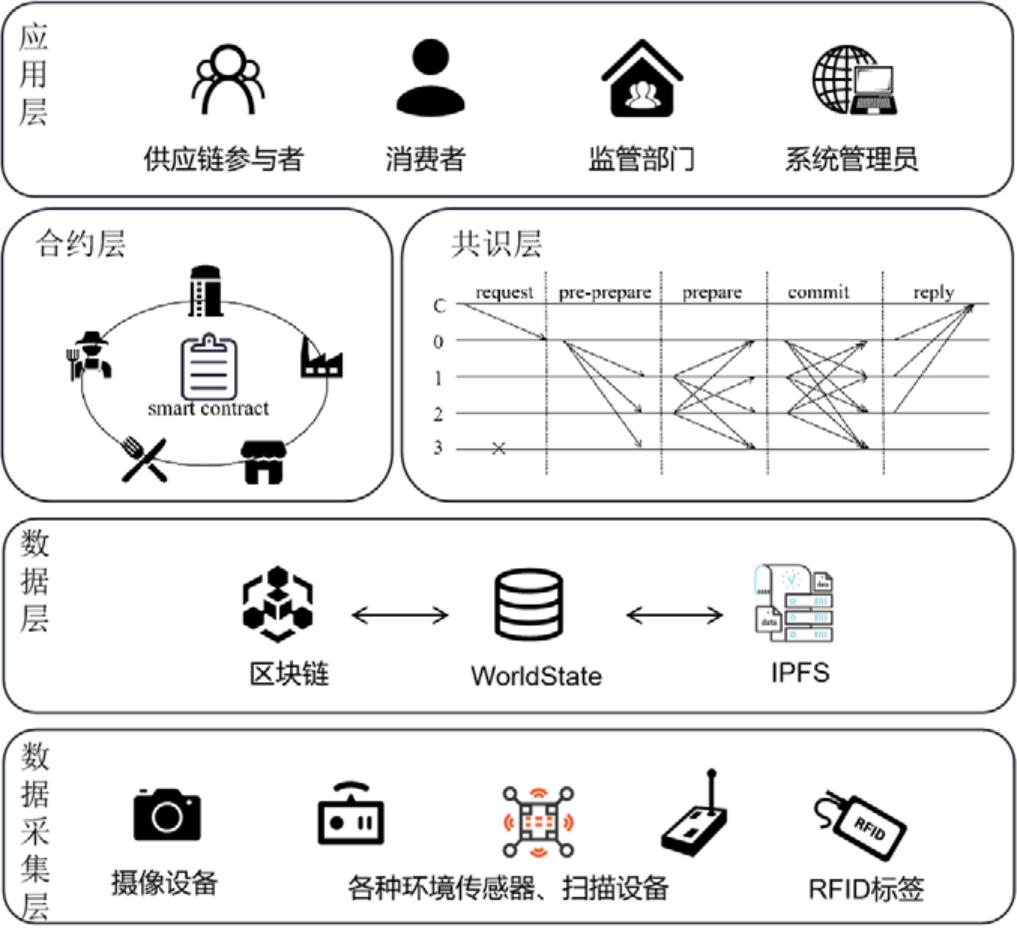 应用层
供应链参与者
消费者
监管部门
系统管理员
合约层
smart contract
共识层
request
pre-prepare
prepare
commit
reply
C
0
1
2
3
数据层
data
data
区块链
WorldState
IPFS
数据采集层
RFID
摄像设备
各种环境传感器、扫描设备
RFID标签